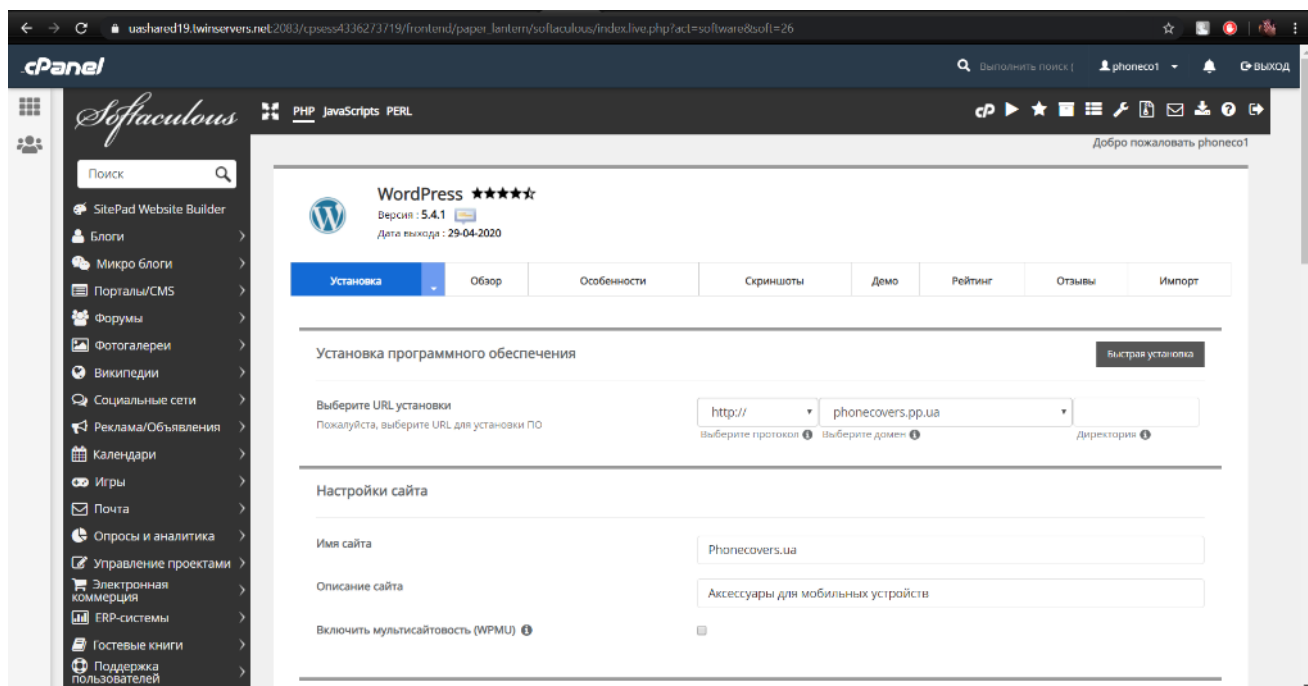 uashared19.twinservers.net:2083/cpsess4336273719/frontend/paper_lantern/softaculous/index.live.php?act=software&soft=26
cPanel
Выполнить поиск (
phoneco1
ВЫХОД
Softaculous
PHP JavaScripts PERL
Добро пожаловать phoneco1
Поиск
SitePad Website Builder
Блоги
Микро блоги
Порталы/CMS
Форумы
Фотогалереи
Википедии
Социальные сети
Реклама/Объявления
Календари
Игры
Почта
Опросы и аналитика
Управление проектами
Электронная
коммерция
ERP-системы
Гостевые книги
Поддержка
пользователей
WordPress
Версия : 5.4.1
Дата выхода : 29-04-2020
Установка Обзор Особенности Скриншоты Демо Рейтинг Отзывы Импорт
Установка программного обеспечения
Быстрая установка
Выберите URL установки
Пожалуйста, выберите URL для установки ПО
http:// phonecovers.pp.ua
Выберите протокол Выберите домен Директория
Настройки сайта
Имя сайта
Phonecovers.ua
Описание сайта
Аксессуары для мобильных устройств
Включить мультисайтовость (WPMU)